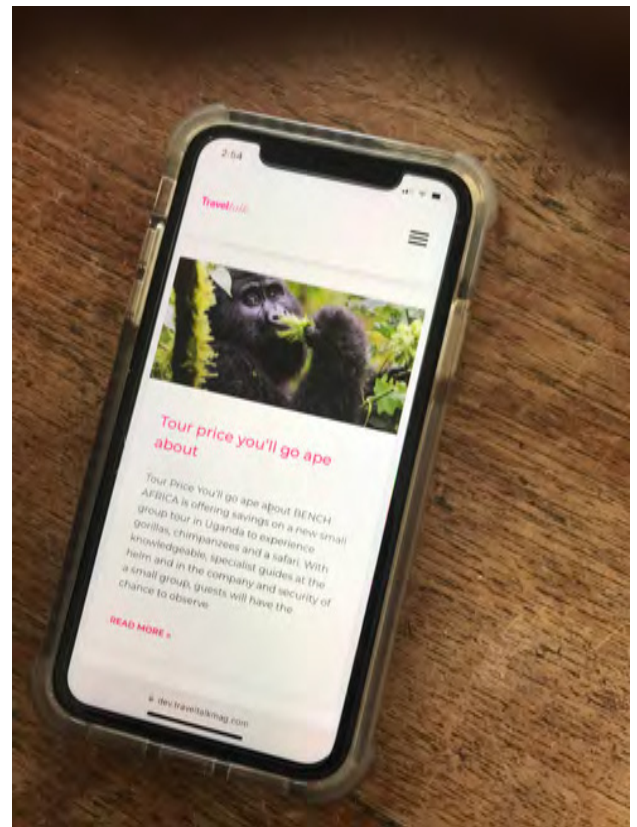 2:54
Traveltalk
Tour price you'll go ape
about
Tour Price You'll go ape about BENCH
AFRICA is offering savings on a new small
group tour in Uganda to experience
gorillas, chimpanzees and a safari. With
knowledgeable, specialist guides at the
helm and in the company and security of
a small group, guests will have the
chance to observe
READ MORE »
dev.traveltalkmag.com